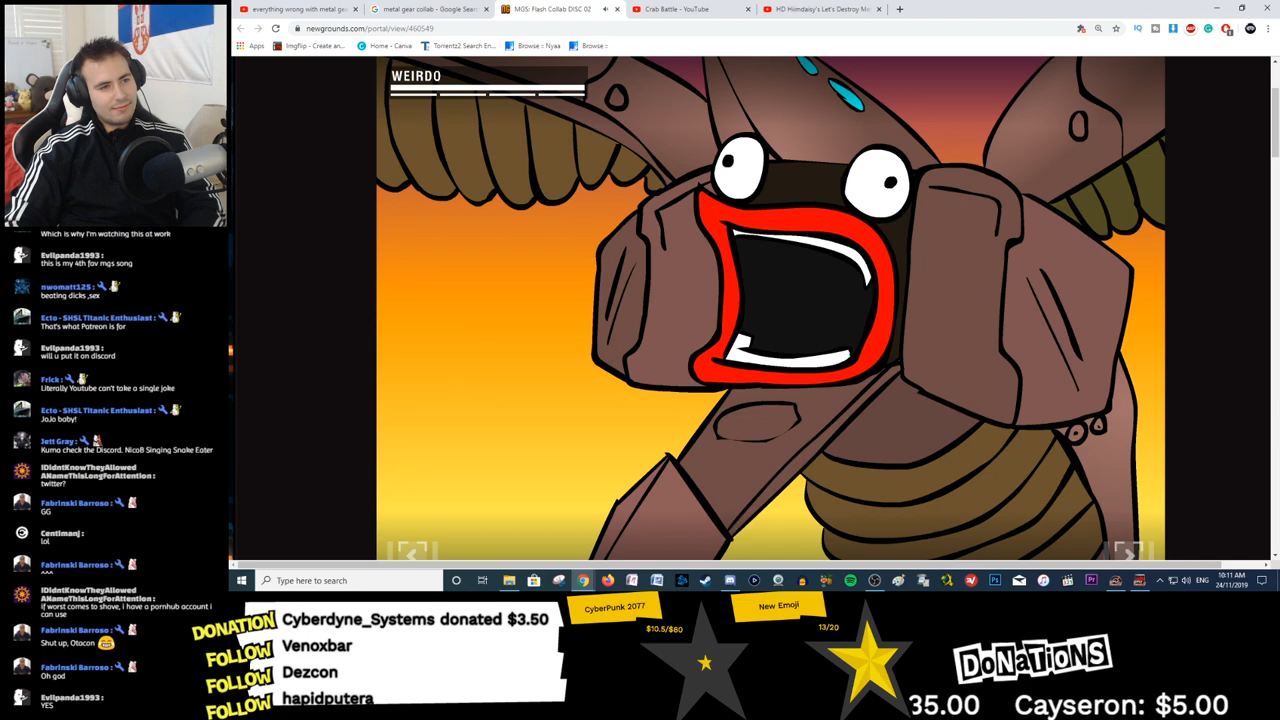 everything wrong with metal gea
metal gear collab - Google Sear
MGS: Flash Collab DISC 02
Crab Battle - YouTube
HD Hiimdaisy's Let's Destroy Me
newgrounds.com/portal/view/460549
Apps
Imgflip - Create an...
Home - Canva
Torrentz2 Search En...
Browse :: Nyaa
Browse ::
WEIRDO
CC
Which is why I'm watching this at work
Evilpanda1993 :
this is my 4th fav mgs song
nwomatt125 :
beating dicks ,sex
Ecto - SHSL Titanic Enthusiast :
That's what Patreon is for
Evilpanda1993 :
will u put it on discord
Frick :
Literally Youtube can't take a single joke
Ecto - SHSL Titanic Enthusiast :
JoJo baby!
Jett Gray :
Kuma check the Discord. NicoB Singing Snake Eater
IDidntKnowTheyAllowed
ANameThisLongForAttention :
twitter?
Fabrinski Barroso :
GG
Centimanj :
lol
Fabrinski Barroso :
^^^
IDidntKnowTheyAllowed
ANameThisLongForAttention :
if worst comes to shove, i have a pornhub account i
can use
Fabrinski Barroso :
Shut up, Otacon
Fabrinski Barroso :
Oh god
Evilpanda1993 :
YES
Type here to search
ENG
10:11 AM
24/11/2019
DONATION Cyberdyne_Systems donated $3.50
FOLLOW Venoxbar
FOLLOW Dezcon
FOLLOW hapidputera
CyberPunk 2077
$10.5/$80
New Emoji
13/20
DONATIONS
35.00 Cayseron: $5.00